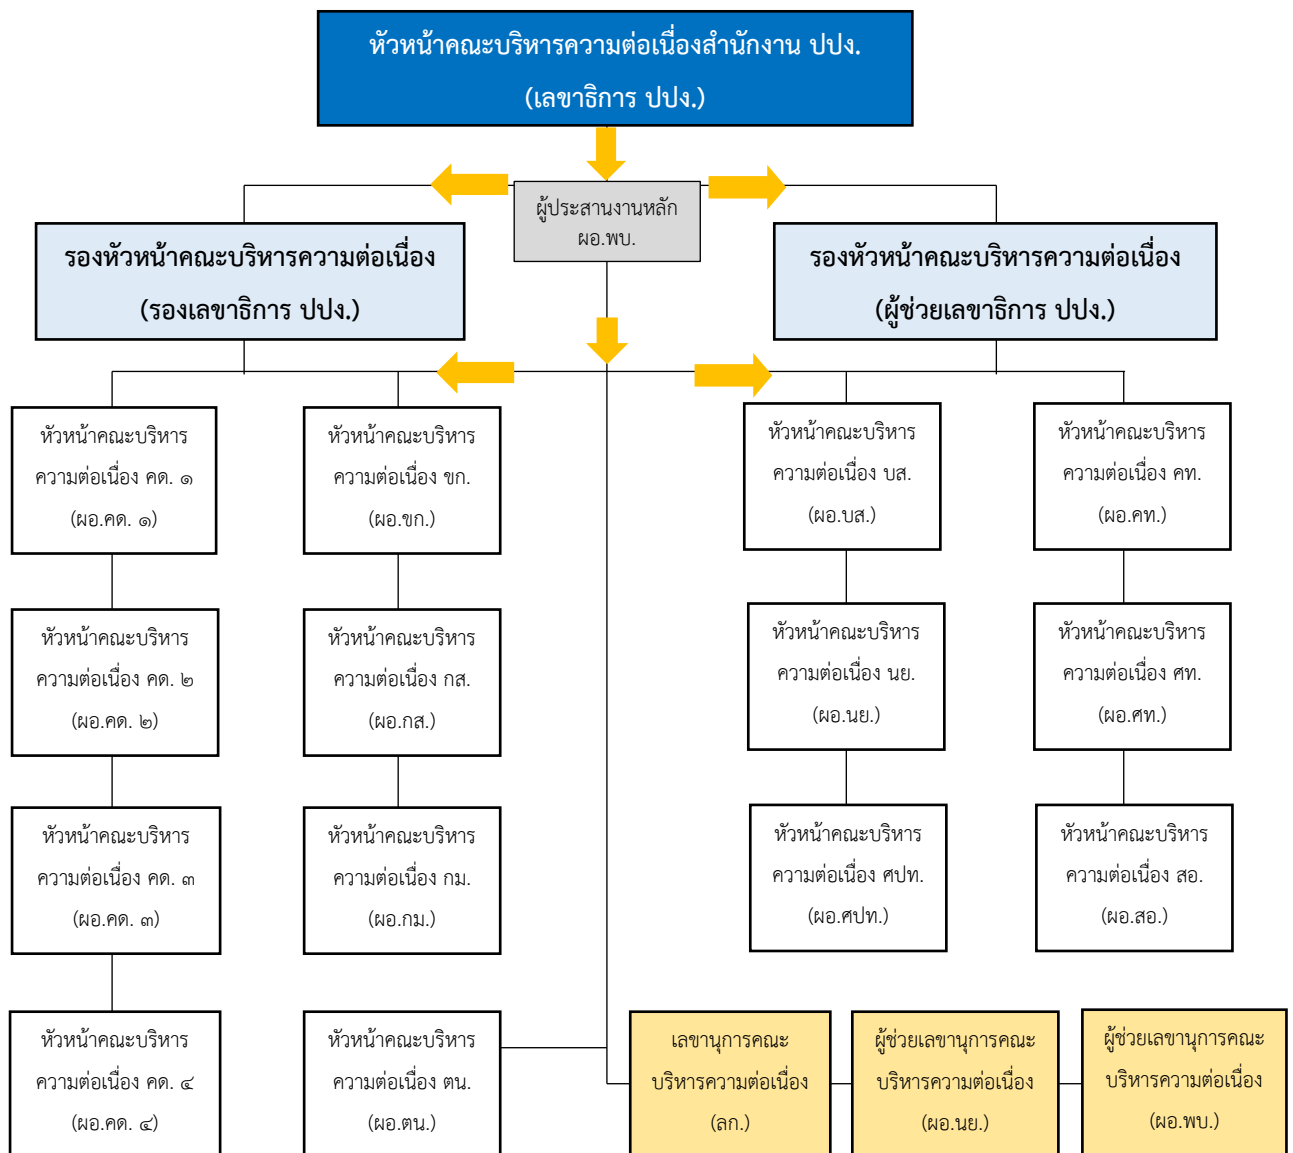 หัวหน้าคณะบริหารความต่อเนื่องสำนักงาน ปปง.
(เลขาธิการ ปปง.)
ผู้ประสานงานหลัก
ผอ.พบ.
รองหัวหน้าคณะบริหารความต่อเนื่อง
(รองเลขาธิการ ปปง.)
รองหัวหน้าคณะบริหารความต่อเนื่อง
(ผู้ช่วยเลขาธิการ ปปง.)
หัวหน้าคณะบริหาร
ความต่อเนื่อง คด. ๑
(ผอ.คด. ๑)
หัวหน้าคณะบริหาร
ความต่อเนื่อง ขก.
(ผอ.ขก.)
หัวหน้าคณะบริหาร
ความต่อเนื่อง บส.
(ผอ.บส.)
หัวหน้าคณะบริหาร
ความต่อเนื่อง คท.
(ผอ.คท.)
หัวหน้าคณะบริหาร
ความต่อเนื่อง คด. ๒
(ผอ.คด. ๒)
หัวหน้าคณะบริหาร
ความต่อเนื่อง กส.
(ผอ.กส.)
หัวหน้าคณะบริหาร
ความต่อเนื่อง นย.
(ผอ.นย.)
หัวหน้าคณะบริหาร
ความต่อเนื่อง ศท.
(ผอ.ศท.)
หัวหน้าคณะบริหาร
ความต่อเนื่อง คด. ๓
(ผอ.คด. ๓)
หัวหน้าคณะบริหาร
ความต่อเนื่อง กม.
(ผอ.กม.)
หัวหน้าคณะบริหาร
ความต่อเนื่อง ศปท.
(ผอ.ศปท.)
หัวหน้าคณะบริหาร
ความต่อเนื่อง สอ.
(ผอ.สอ.)
หัวหน้าคณะบริหาร
ความต่อเนื่อง คด. ๔
(ผอ.คด. ๔)
หัวหน้าคณะบริหาร
ความต่อเนื่อง ตน.
(ผอ.ตน.)
เลขานุการคณะ
บริหารความต่อเนื่อง
(ลก.)
ผู้ช่วยเลขานุการคณะ
บริหารความต่อเนื่อง
(ผอ.นย.)
ผู้ช่วยเลขานุการคณะ
บริหารความต่อเนื่อง
(ผอ.พบ.)